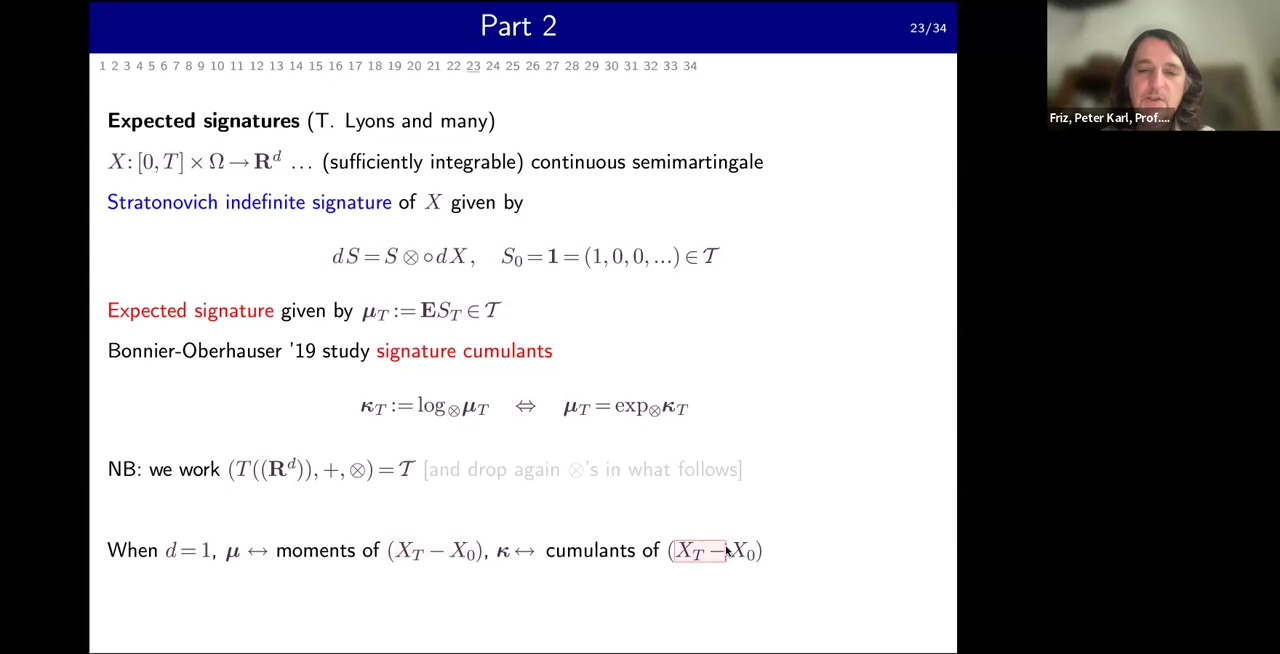 Part 2
23/34
1 2 3 4 5 6 7 8 9 10 11 12 13 14 15 16 17 18 19 20 21 22 23 24 25 26 27 28 29 30 31 32 33 34
Expected signatures (T. Lyons and many)
X: [0, T] × Ω → R^d … (sufficiently integrable) continuous semimartingale
Stratonovich indefinite signature of X given by
dS = S ⊗ ∘dX, S_0 = 1 = (1, 0, 0, ...) ∈ 𝒯
Expected signature given by μ_T := ES_T ∈ 𝒯
Bonnier-Oberhauser '19 study signature cumulants
κ_T := log_⊗ μ_T ⇔ μ_T = exp_⊗ κ_T
NB: we work (T((R^d)), +, ⊗) = 𝒯 [and drop again ⊗'s in what follows]
When d = 1, μ ↔ moments of (X_T − X_0), κ ↔ cumulants of (X_T − X_0)
Friz, Peter Karl, Prof....